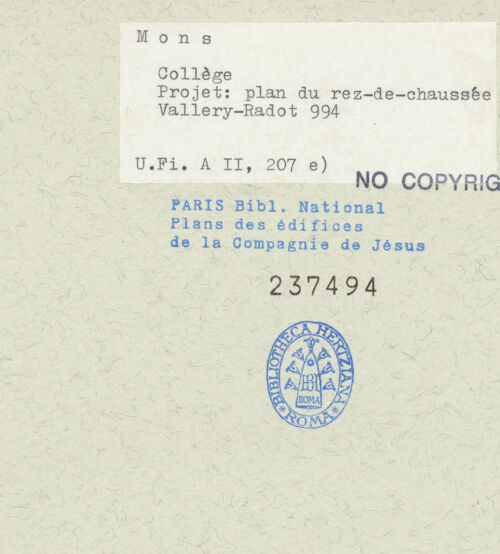 Mons
Collège
Projet: plan du rez-de-chaussée
Vallery-Radot 994
U.Fi. A II, 207 e)
NO COPYRIG
PARIS Bibl. National
Plans des édifices
de la Compagnie de Jésus
237494
BIBLIOTHECA HERTZIANA
ROMA
ROMA